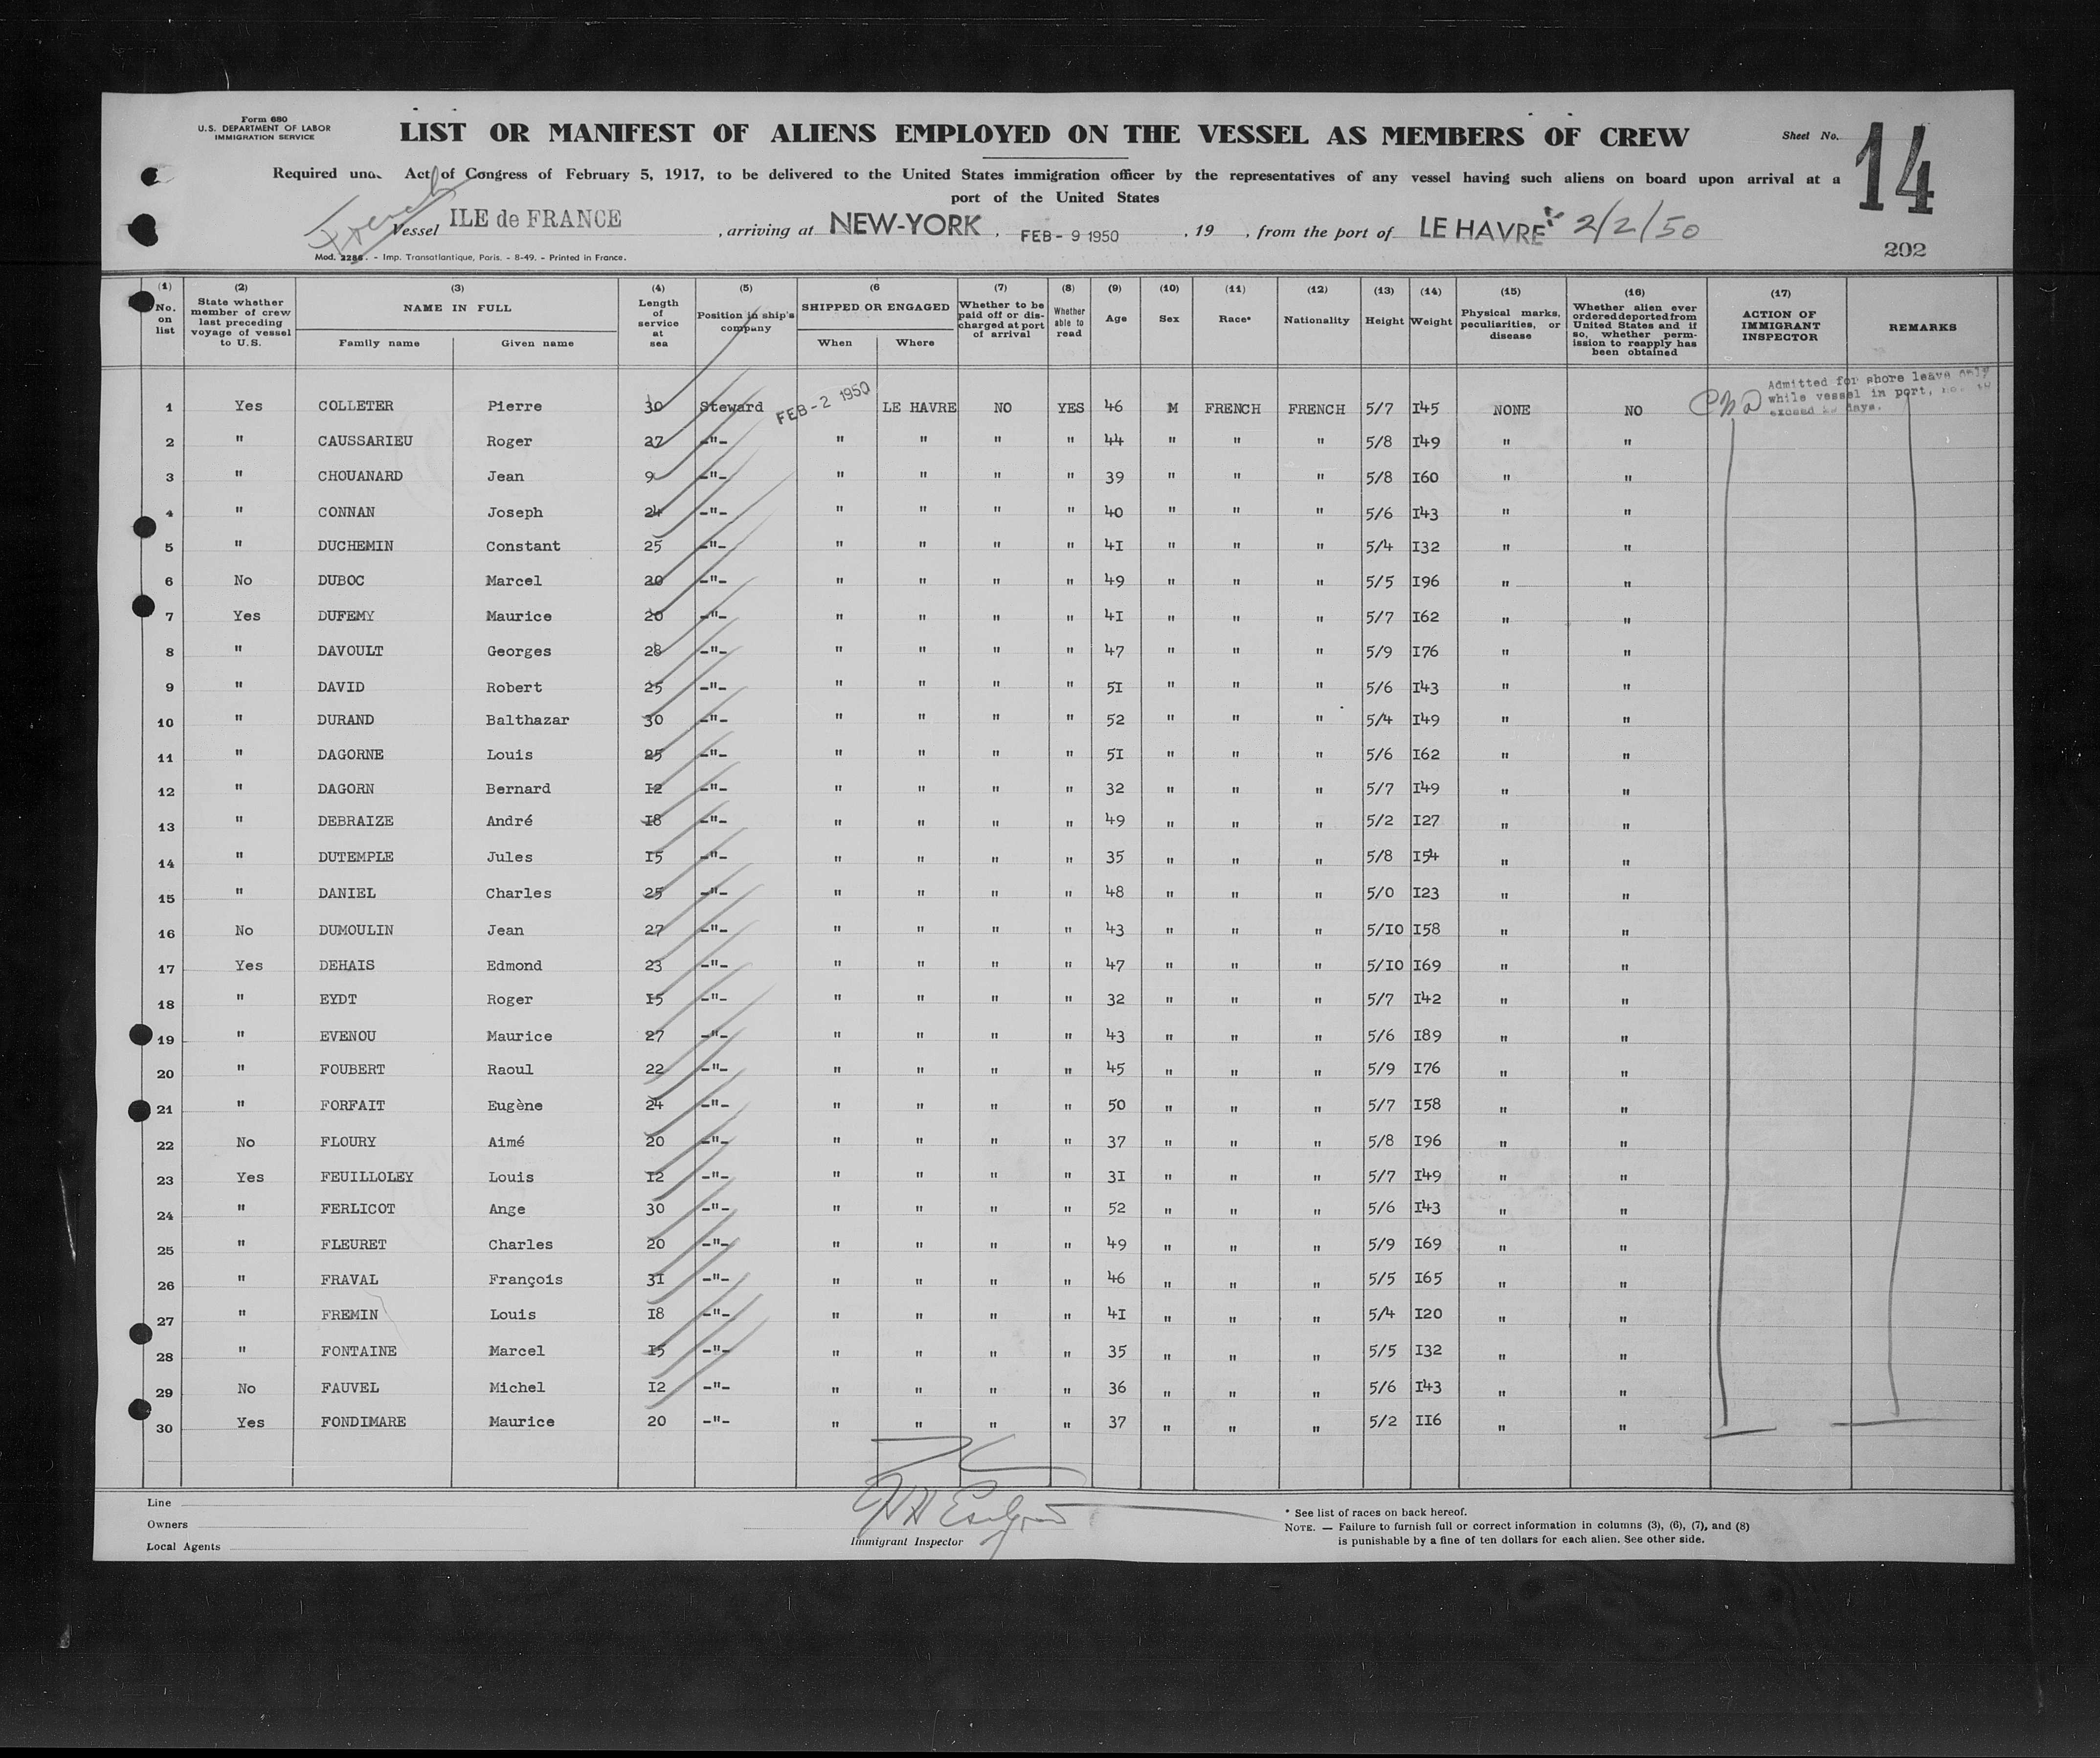 Form 680
U.S. DEPARTMENT OF LABOR
IMMIGRATION SERVICE
LIST OR MANIFEST OF ALIENS EMPLOYED ON THE VESSEL AS MEMBERS OF CREW
Sheet No. 14
Required und Act of Congress of February 5, 1917, to be delivered to the United States immigration officer by the representatives of any vessel having such aliens on board upon arrival at a
port of the United States
French
Vessel ILE de FRANCE , arriving at NEW-YORK , FEB - 9 1950 , 19 , from the port of LE HAVRE 2/2/50
Mod. 2286. - Imp. Transatlantique, Paris. - 8-49. - Printed in France.
202
(1) No. on list (2) State whether member of crew last preceding voyage of vessel to U.S. (3) NAME IN FULL Family name Given name (4) Length of service at sea (5) Position in ship's company (6 SHIPPED OR ENGAGED When Where (7) Whether to be paid off or discharged at port of arrival (8) Whether able to read (9) Age (10) Sex (11) Race* (12) Nationality (13) Height (14) Weight (15) Physical marks, peculiarities, or disease (16) Whether alien ever ordered deported from United States and if so, whether permission to reapply has been obtained (17) ACTION OF IMMIGRANT INSPECTOR REMARKS
Admitted for shore leave only
while vessel in port,
exceed days.
1 Yes COLLETER Pierre 30 Steward FEB - 2 1950 LE HAVRE NO YES 46 M FRENCH FRENCH 5/7 I45 NONE NO
2 " CAUSSARIEU Roger 27 -"- " " " " 44 " " " 5/8 I49 " "
3 " CHOUANARD Jean 9 -"- " " " " 39 " " " 5/8 I60 " "
4 " CONNAN Joseph 24 -"- " " " " 40 " " " 5/6 I43 " "
5 " DUCHEMIN Constant 25 -"- " " " " 4I " " " 5/4 I32 " "
6 No DUBOC Marcel 20 -"- " " " " 49 " " " 5/5 I96 " "
7 Yes DUFEMY Maurice 20 -"- " " " " 4I " " " 5/7 I62 " "
8 " DAVOULT Georges 28 -"- " " " " 47 " " " 5/9 I76 " "
9 " DAVID Robert 25 -"- " " " " 5I " " " 5/6 I43 " "
10 " DURAND Balthazar 30 -"- " " " " 52 " " " 5/4 I49 " "
11 " DAGORNE Louis 25 -"- " " " " 5I " " " 5/6 I62 " "
12 " DAGORN Bernard I2 -"- " " " " 32 " " " 5/7 I49 " "
13 " DEBRAIZE André I8 -"- " " " " 49 " " " 5/2 I27 " "
14 " DUTEMPLE Jules I5 -"- " " " " 35 " " " 5/8 I54 " "
15 " DANIEL Charles 25 -"- " " " " 48 " " " 5/0 I23 " "
16 No DUMOULIN Jean 27 -"- " " " " 43 " " " 5/I0 I58 " "
17 Yes DEHAIS Edmond 23 -"- " " " " 47 " " " 5/I0 I69 " "
18 " EYDT Roger I5 -"- " " " " 32 " " " 5/7 I42 " "
19 " EVENOU Maurice 27 -"- " " " " 43 " " " 5/6 I89 " "
20 " FOUBERT Raoul 22 -"- " " " " 45 " " " 5/9 I76 " "
21 " FORFAIT Eugène 24 -"- " " " " 50 " " " 5/7 I58 " "
22 No FLOURY Aimé 20 -"- " " " " 37 " " " 5/8 I96 " "
23 Yes FEUILLOLEY Louis I2 -"- " " " " 3I " " " 5/7 I49 " "
24 " FERLICOT Ange 30 -"- " " " " 52 " " " 5/6 I43 " "
25 " FLEURET Charles 20 -"- " " " " 49 " " " 5/9 I69 " "
26 " FRAVAL François 3I -"- " " " " 46 " " " 5/5 I65 " "
27 " FREMIN Louis I8 -"- " " " " 4I " " " 5/4 I20 " "
28 " FONTAINE Marcel I5 -"- " " " " 35 " " " 5/5 I32 " "
29 No FAUVEL Michel I2 -"- " " " " 36 " " " 5/6 I43 " "
30 Yes FONDIMARE Maurice 20 -"- " " " " 37 " " " 5/2 II6 " "
Line
Owners
Local Agents
Immigrant Inspector
* See list of races on back hereof.
NOTE. — Failure to furnish full or correct information in columns (3), (6), (7), and (8)
is punishable by a fine of ten dollars for each alien. See other side.